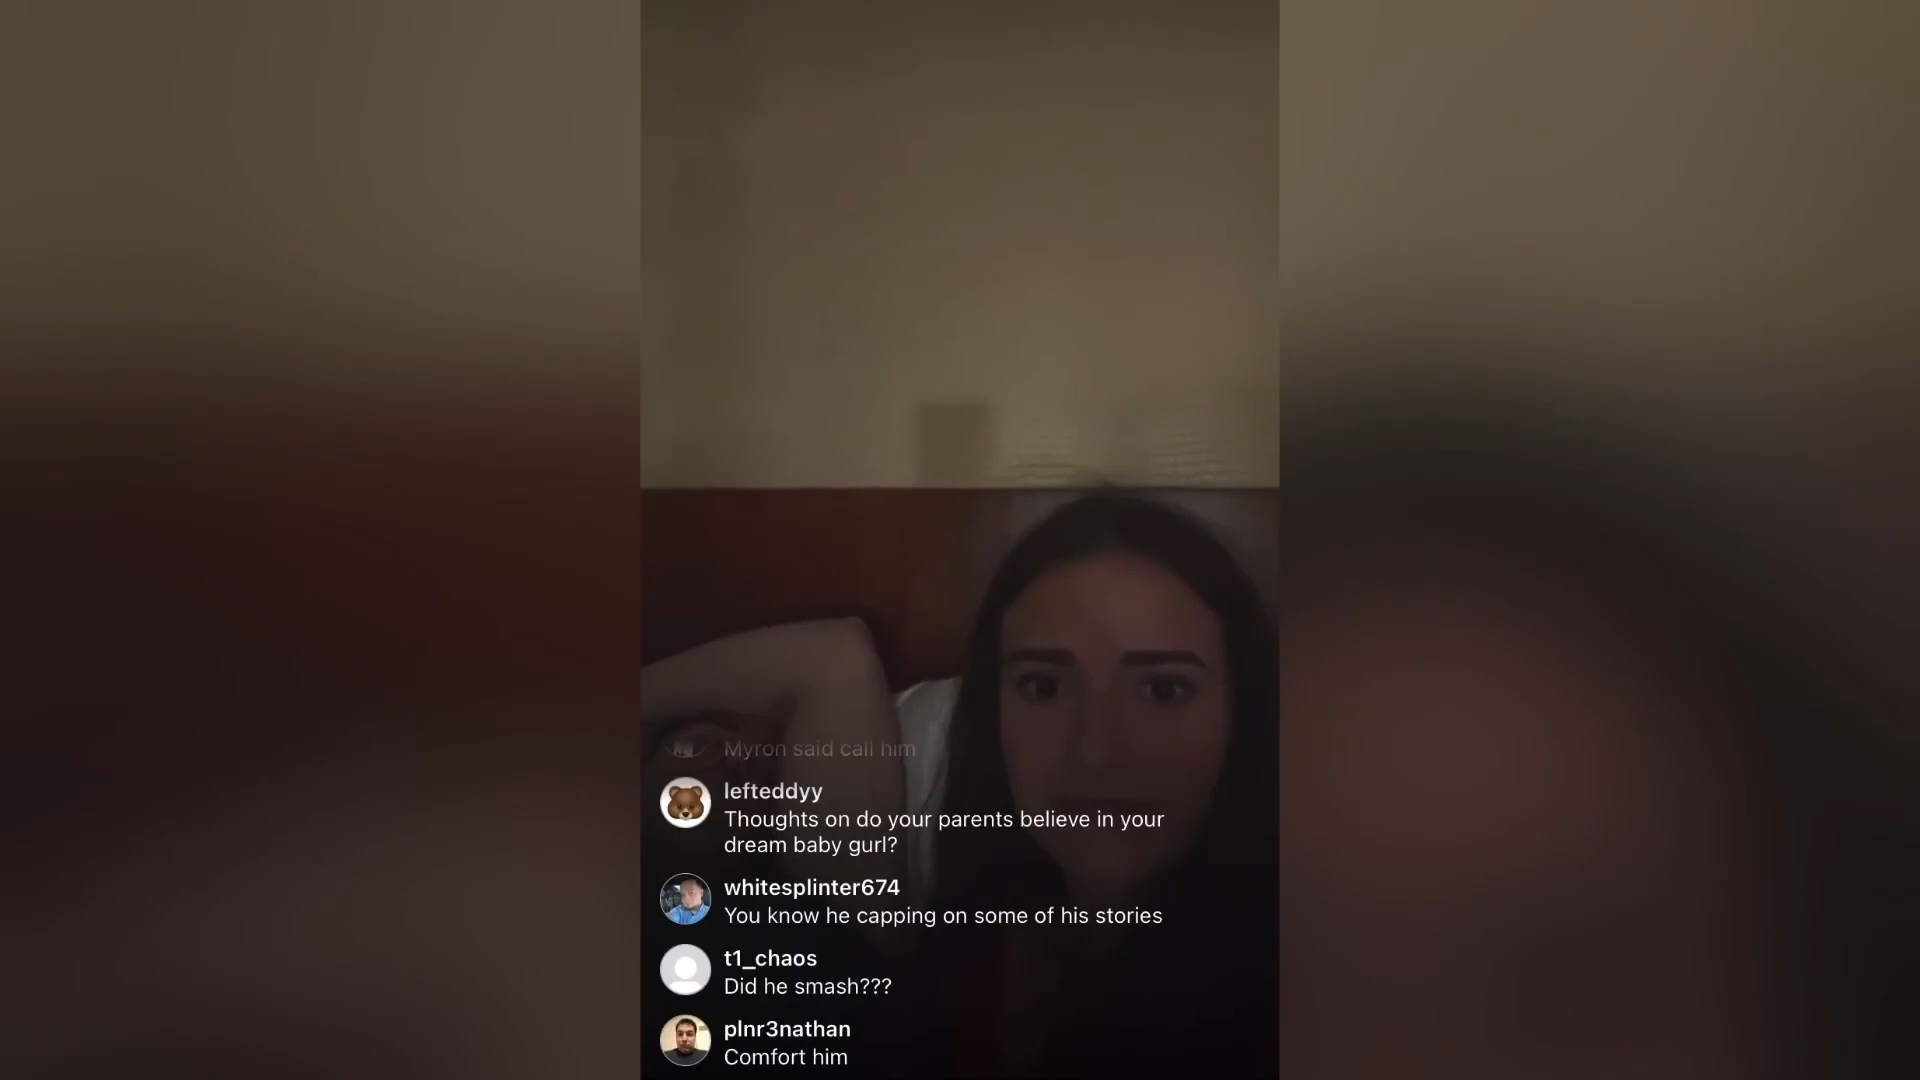 Myron said call him
lefteddyy
Thoughts on do your parents believe in your
dream baby gurl?
whitesplinter674
You know he capping on some of his stories
t1_chaos
Did he smash???
plnr3nathan
Comfort him